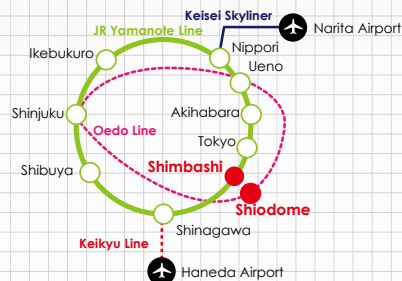 Keisei Skyliner
JR Yamanote Line
Narita Airport
Ikebukuro
Nippori
Ueno
Shinjuku
Akihabara
Oedo Line
Tokyo
Shimbashi
Shibuya
Shiodome
Shinagawa
Keikyu Line
Haneda Airport